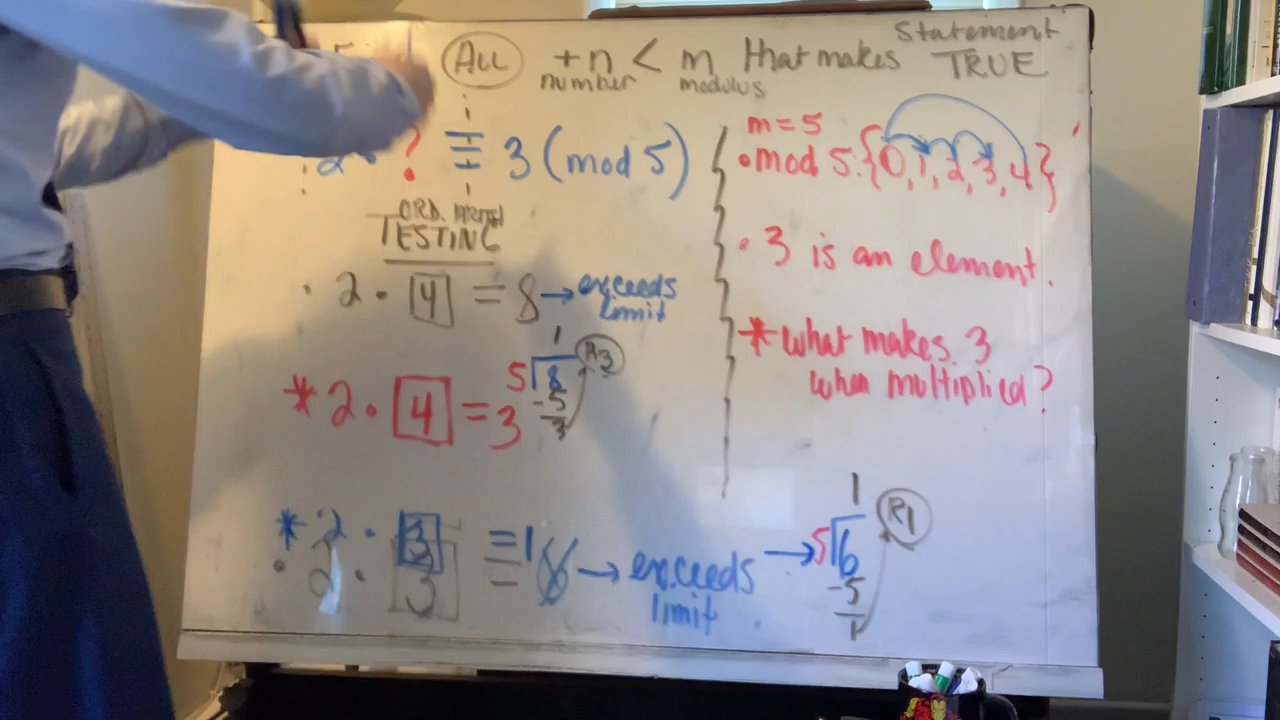 ALL +n < m that makes statement TRUE
number modulus
2 · ? ≡ 3 (mod 5)
TESTING
· 2 · 4 = 8 → exceeds limit
* 2 · 4 = 3
1 R3
5 8
-5
3
* 2 · 3 = 1
· 2 · 3 = 6 → exceeds limit →
1 R1
5 6
-5
1
m = 5
• mod 5: {0, 1, 2, 3, 4}
• 3 is an element.
* What makes 3
when multiplied?